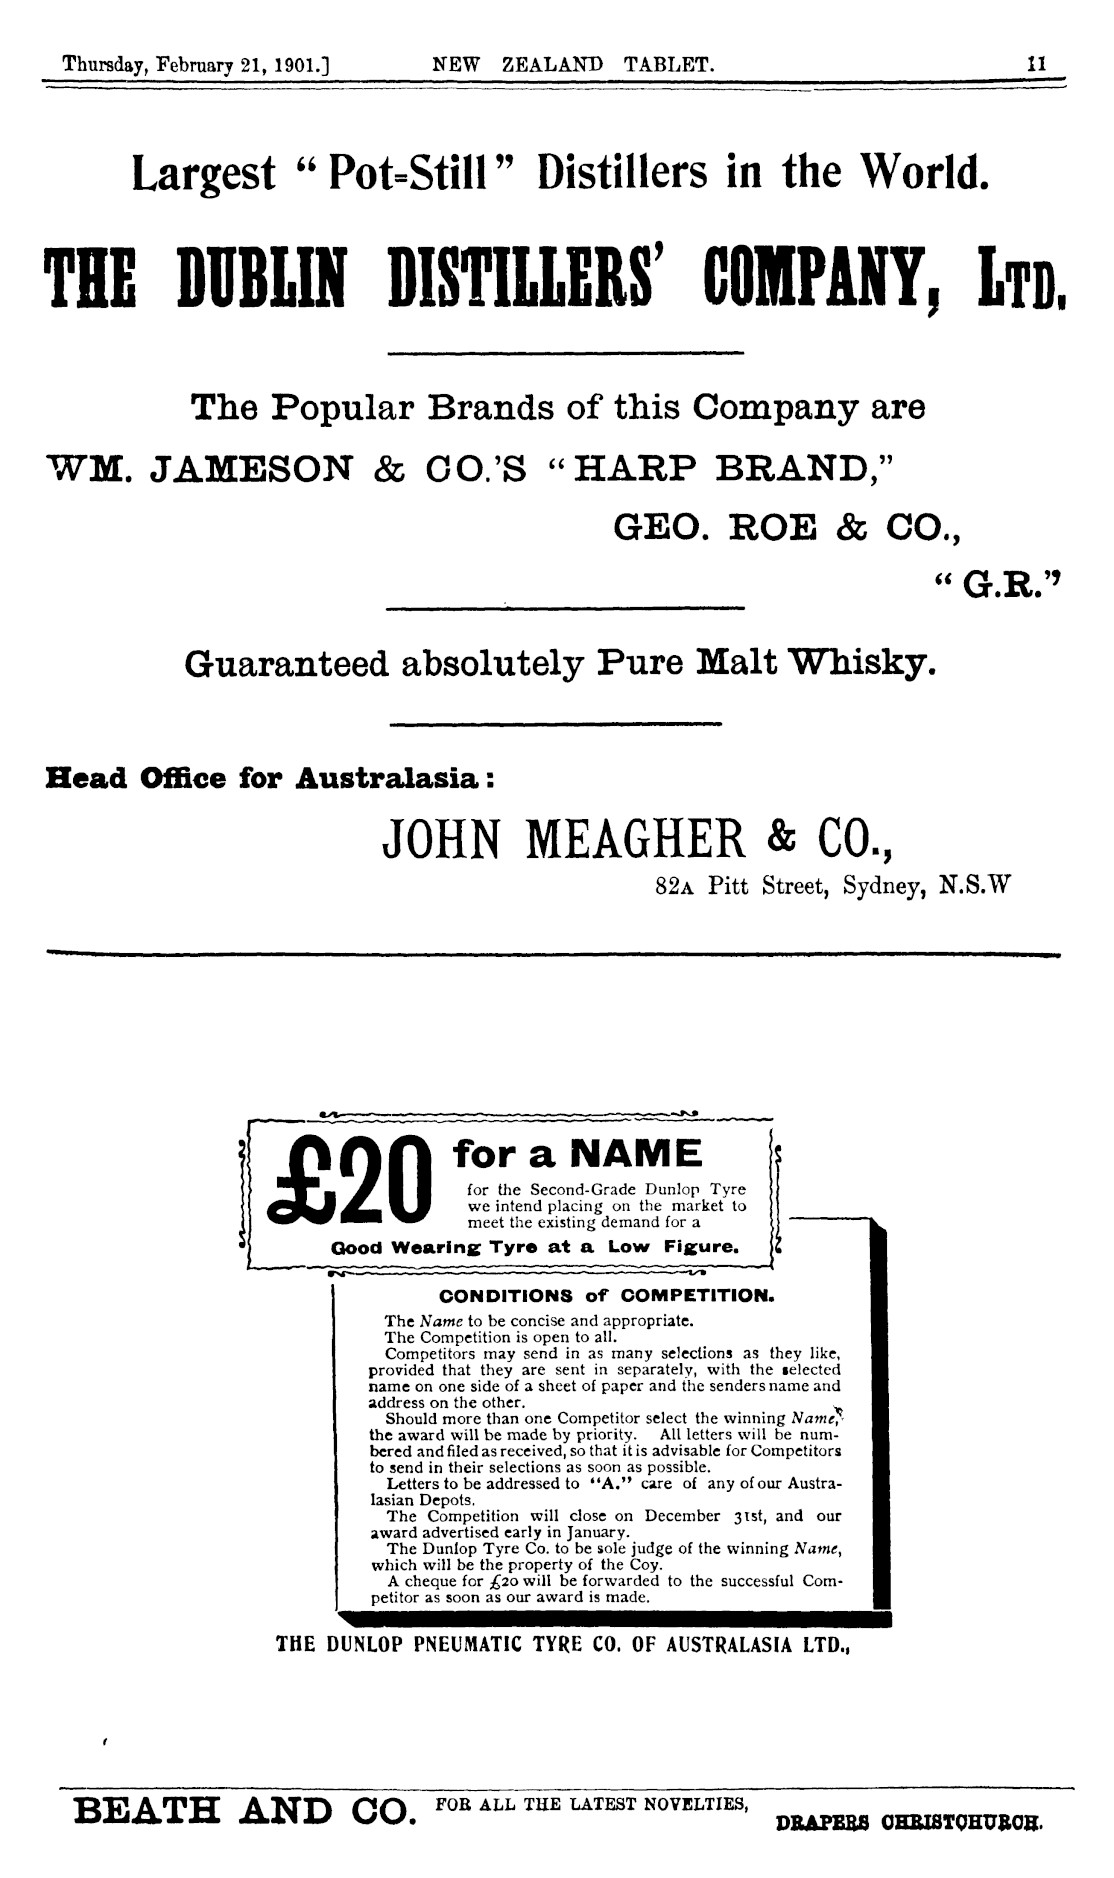 Thursday, February 21, 1901.] NEW ZEALAND TABLET. 11
Largest “Pot-Still” Distillers in the World.
THE DUBLIN DISTILLERS’ COMPANY, LTD.
The Popular Brands of this Company are
WM. JAMESON & CO.’S “HARP BRAND,”
GEO. ROE & CO.,
“G.R.”
Guaranteed absolutely Pure Malt Whisky.
Head Office for Australasia:
JOHN MEAGHER & CO.,
82A Pitt Street, Sydney, N.S.W
£20 for a NAME
for the Second-Grade Dunlop Tyre
we intend placing on the market to
meet the existing demand for a
Good Wearing Tyre at a Low Figure.
CONDITIONS of COMPETITION.
The Name to be concise and appropriate.
The Competition is open to all.
Competitors may send in as many selections as they like,
provided that they are sent in separately, with the selected
name on one side of a sheet of paper and the senders name and
address on the other.
Should more than one Competitor select the winning Name,
the award will be made by priority. All letters will be num-
bered and filed as received, so that it is advisable for Competitors
to send in their selections as soon as possible.
Letters to be addressed to “A.” care of any of our Austra-
lasian Depots.
The Competition will close on December 31st, and our
award advertised early in January.
The Dunlop Tyre Co. to be sole judge of the winning Name,
which will be the property of the Coy.
A cheque for £20 will be forwarded to the successful Com-
petitor as soon as our award is made.
THE DUNLOP PNEUMATIC TYRE CO. OF AUSTRALASIA LTD.,
BEATH AND CO. FOR ALL THE LATEST NOVELTIES, DRAPERS CHRISTCHURCH.